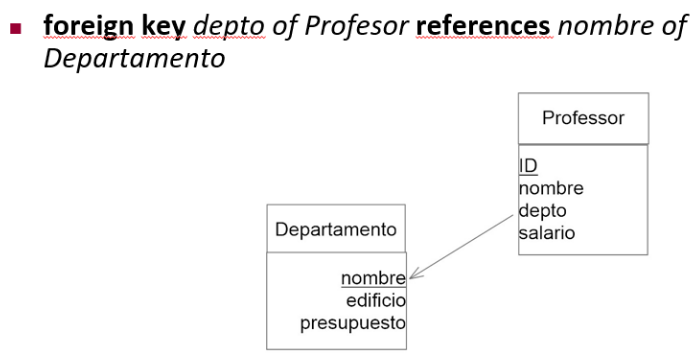 foreign key depto of Profesor references nombre of
Departamento
Professor
ID
nombre
depto
salario
Departamento
nombre
edificio
presupuesto